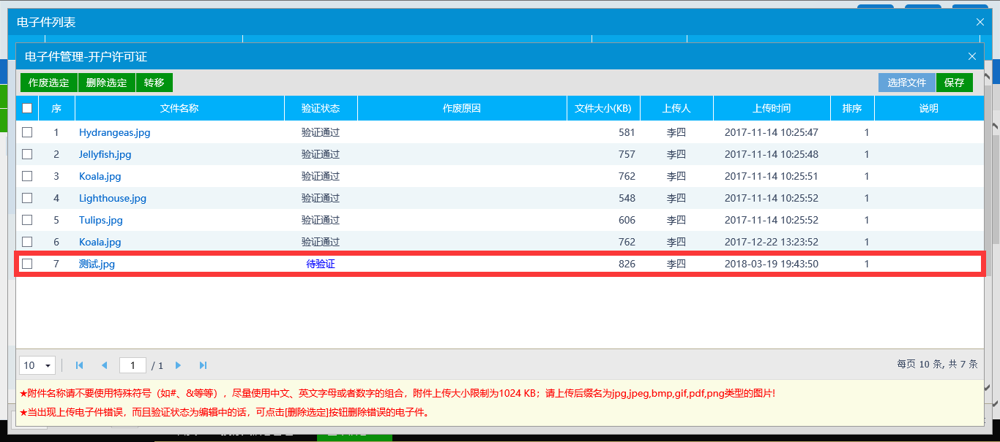 电子件列表
电子件管理-开户许可证
作废选定 删除选定 转移 选择文件 保存
序 文件名称 验证状态 作废原因 文件大小(KB) 上传人 上传时间 排序 说明
1 Hydrangeas.jpg 验证通过 581 李四 2017-11-14 10:25:47 1
2 Jellyfish.jpg 验证通过 757 李四 2017-11-14 10:25:48 1
3 Koala.jpg 验证通过 762 李四 2017-11-14 10:25:51 1
4 Lighthouse.jpg 验证通过 548 李四 2017-11-14 10:25:52 1
5 Tulips.jpg 验证通过 606 李四 2017-11-14 10:25:52 1
6 Koala.jpg 验证通过 762 李四 2017-12-22 13:23:52 1
7 测试.jpg 待验证 826 李四 2018-03-19 19:43:50 1
10 1 / 1 每页 10 条, 共 7 条
★附件名称请不要使用特殊符号（如#、&等等），尽量使用中文、英文字母或者数字的组合，附件上传大小限制为1024 KB；请上传后缀名为jpg,jpeg,bmp,gif,pdf,png类型的图片!
★当出现上传电子件错误，而且验证状态为编辑中的话，可点击[删除选定]按钮删除错误的电子件。